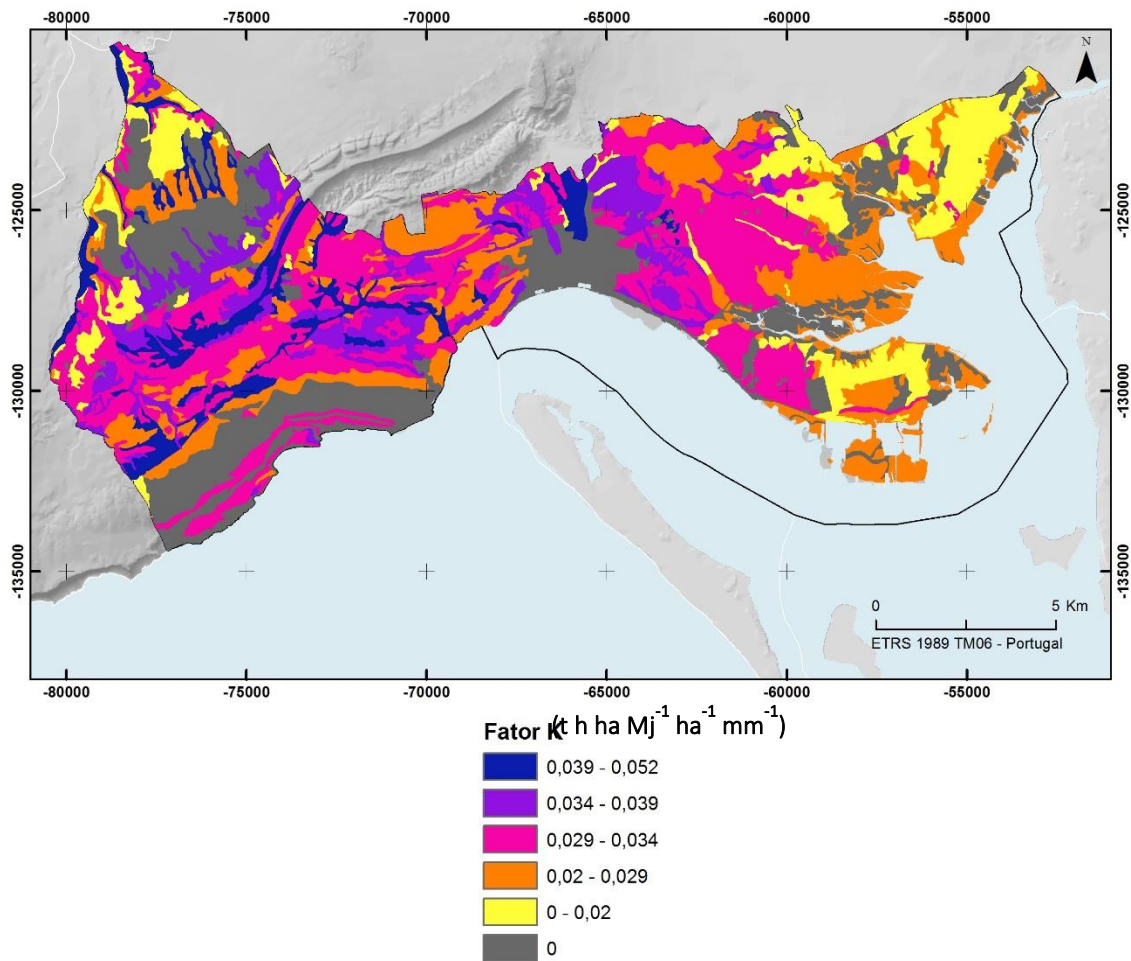 -80000 -75000 -70000 -65000 -60000 -55000
N
-125000 -125000
-130000 -130000
-135000 -135000
0 5 Km
ETRS 1989 TM06 - Portugal
-80000 -75000 -70000 -65000 -60000 -55000
Fator K (t h ha Mj⁻¹ ha⁻¹ mm⁻¹)
0,039 - 0,052
0,034 - 0,039
0,029 - 0,034
0,02 - 0,029
0 - 0,02
0